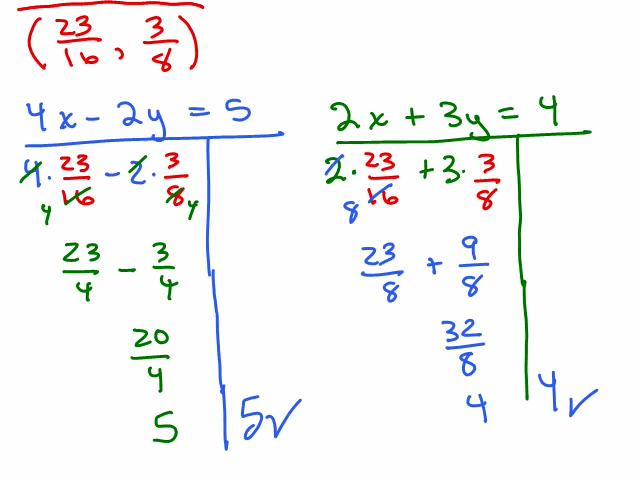 (23/16, 3/8)
4x - 2y = 5
4 · 23/16 - 2 · 3/8
4 4
23/4 - 3/4
20/4
5 5✓
2x + 3y = 4
2 · 23/16 + 3 · 3/8
8
23/8 + 9/8
32/8
4 4✓